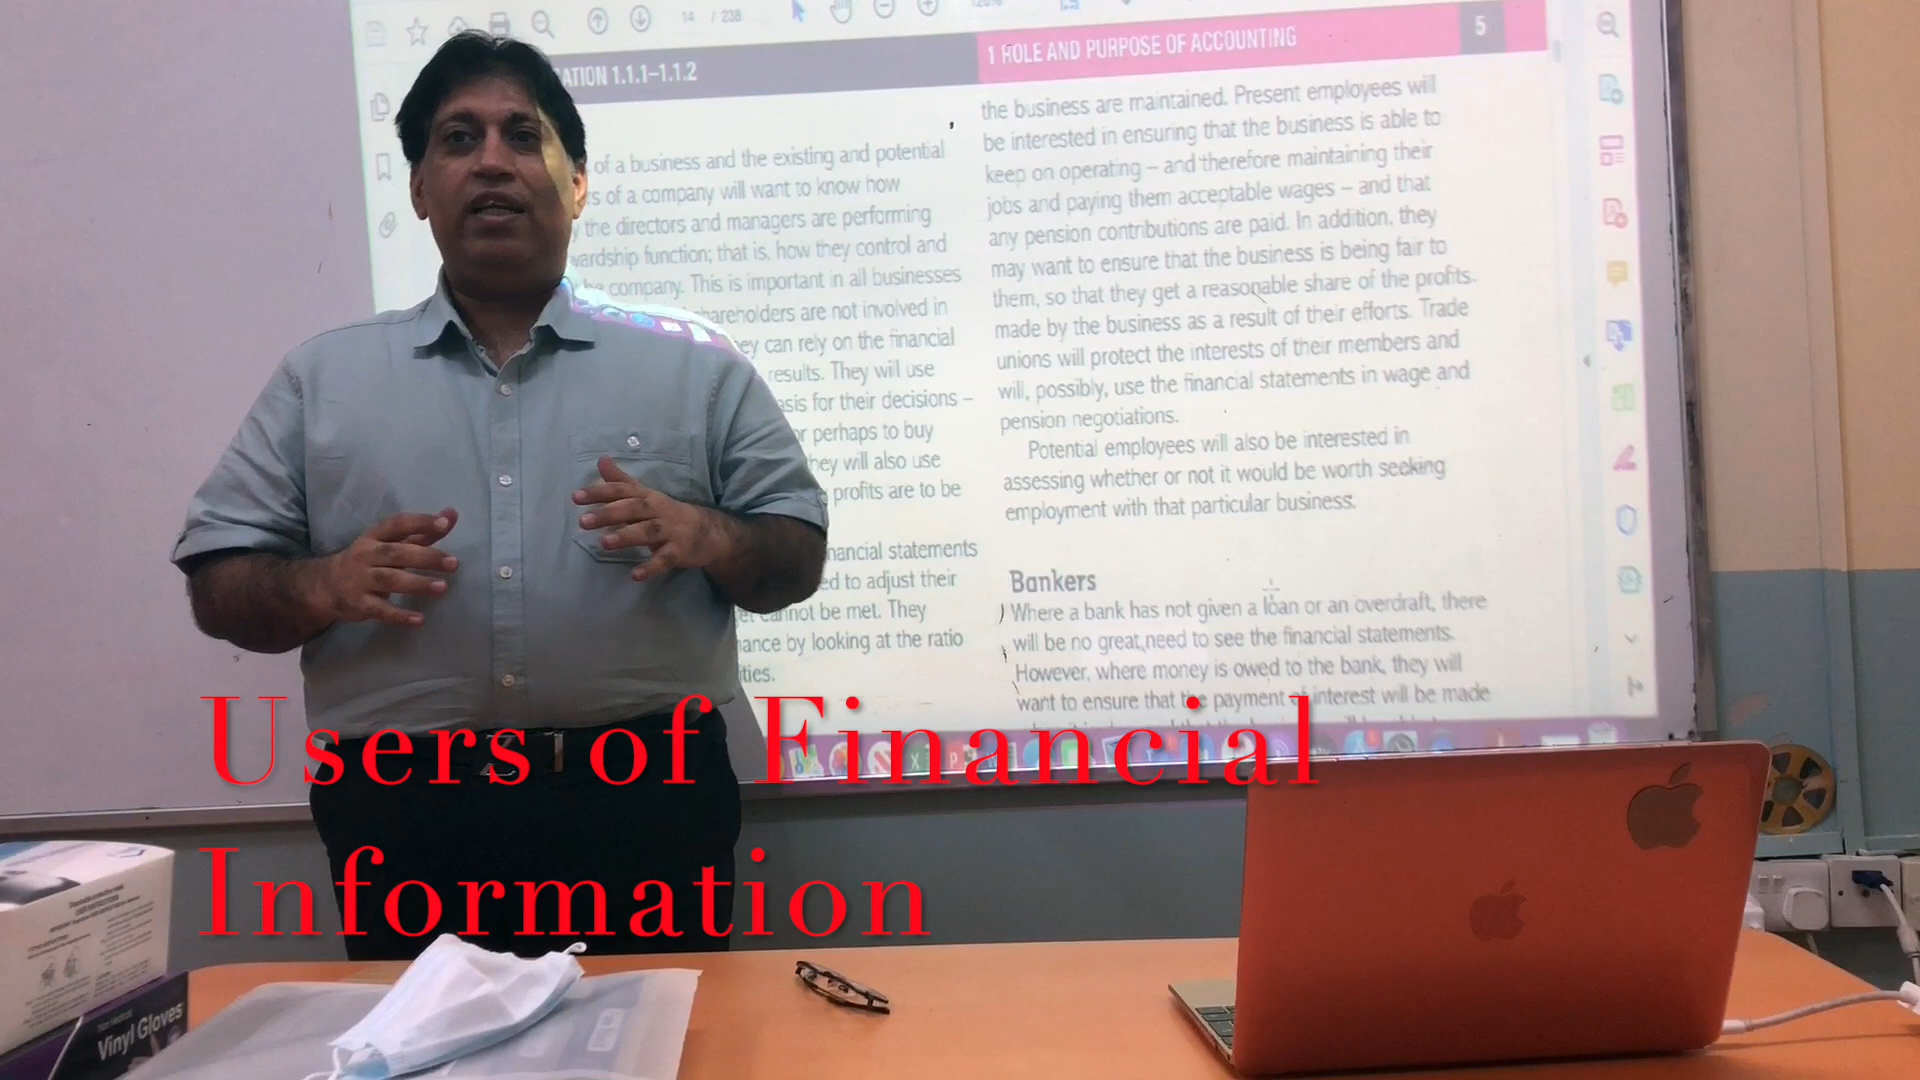 14 / 238
ATION 1.1.1–1.1.2
1 ROLE AND PURPOSE OF ACCOUNTING
5
of a business and the existing and potential
of a company will want to know how
the directors and managers are performing
function; that is, how they control and
company. This is important in all businesses
are not involved in
can rely on the financial
results. They will use
for their decisions –
perhaps to buy
will also use
profits are to be
statements
to adjust their
be met. They
by looking at the ratio
the business are maintained. Present employees will
be interested in ensuring that the business is able to
keep on operating – and therefore maintaining their
jobs and paying them acceptable wages – and that
any pension contributions are paid. In addition, they
may want to ensure that the business is being fair to
them, so that they get a reasonable share of the profits.
made by the business as a result of their efforts. Trade
unions will protect the interests of their members and
will, possibly, use the financial statements in wage and
pension negotiations.
Potential employees will also be interested in
assessing whether or not it would be worth seeking
employment with that particular business.
Bankers
Where a bank has not given a loan or an overdraft, there
will be no great need to see the financial statements.
However, where money is owed to the bank, they will
want to ensure that the payment of interest will be made
Users of Financial
Information
Vinyl Gloves